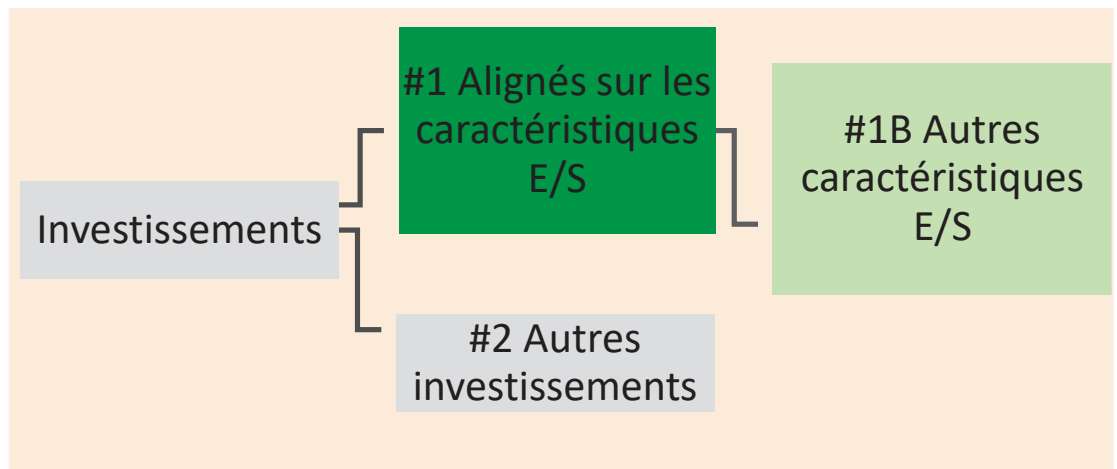 #1 Alignés sur les
caractéristiques
E/S
#1B Autres
caractéristiques
E/S
Investissements
#2 Autres
investissements